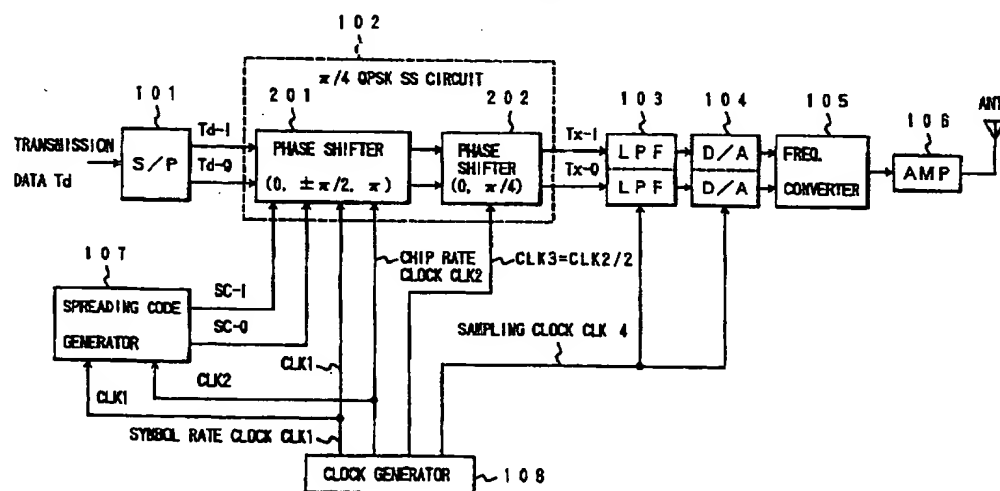 102
π/4 QPSK SS CIRCUIT
101
201
202
103
104
105
106
ANT
TRANSMISSION
DATA Td
S/P
Td-I
Td-Q
PHASE SHIFTER
(0, ±π/2, π)
PHASE
SHIFTER
(0, π/4)
Tx-I
Tx-Q
LPF
LPF
D/A
D/A
FREQ.
CONVERTER
AMP
107
SPREADING CODE
GENERATOR
SC-I
SC-Q
CHIP RATE
CLOCK CLK2
CLK3=CLK2/2
SAMPLING CLOCK CLK 4
CLK1
CLK2
CLK1
SYMBOL RATE CLOCK CLK1
CLOCK GENERATOR
108